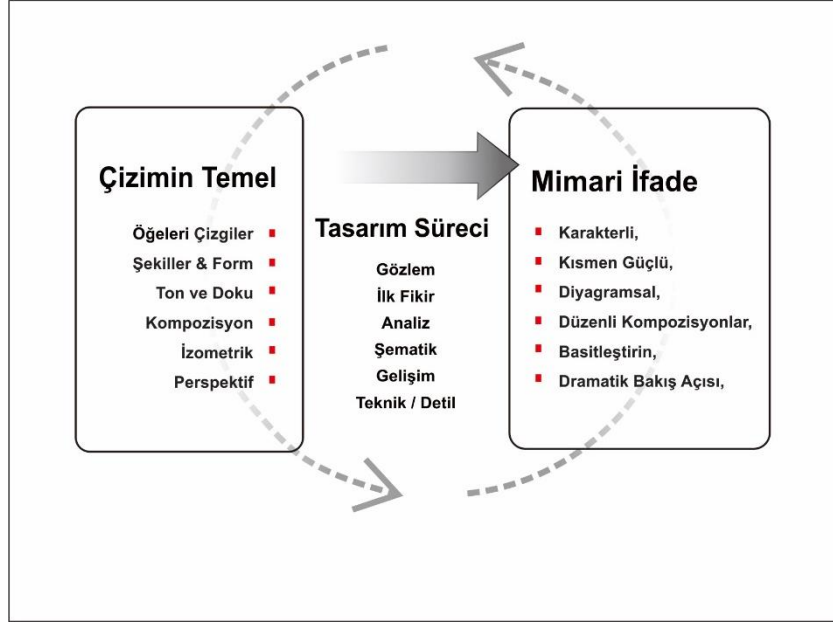 Çizimin Temel
Öğeleri Çizgiler
Şekiller & Form
Ton ve Doku
Kompozisyon
İzometrik
Perspektif
Tasarım Süreci
Gözlem
İlk Fikir
Analiz
Şematik
Gelişim
Teknik / Detil
Mimari İfade
Karakterli,
Kısmen Güçlü,
Diyagramsal,
Düzenli Kompozisyonlar,
Basitleştirin,
Dramatik Bakış Açısı,